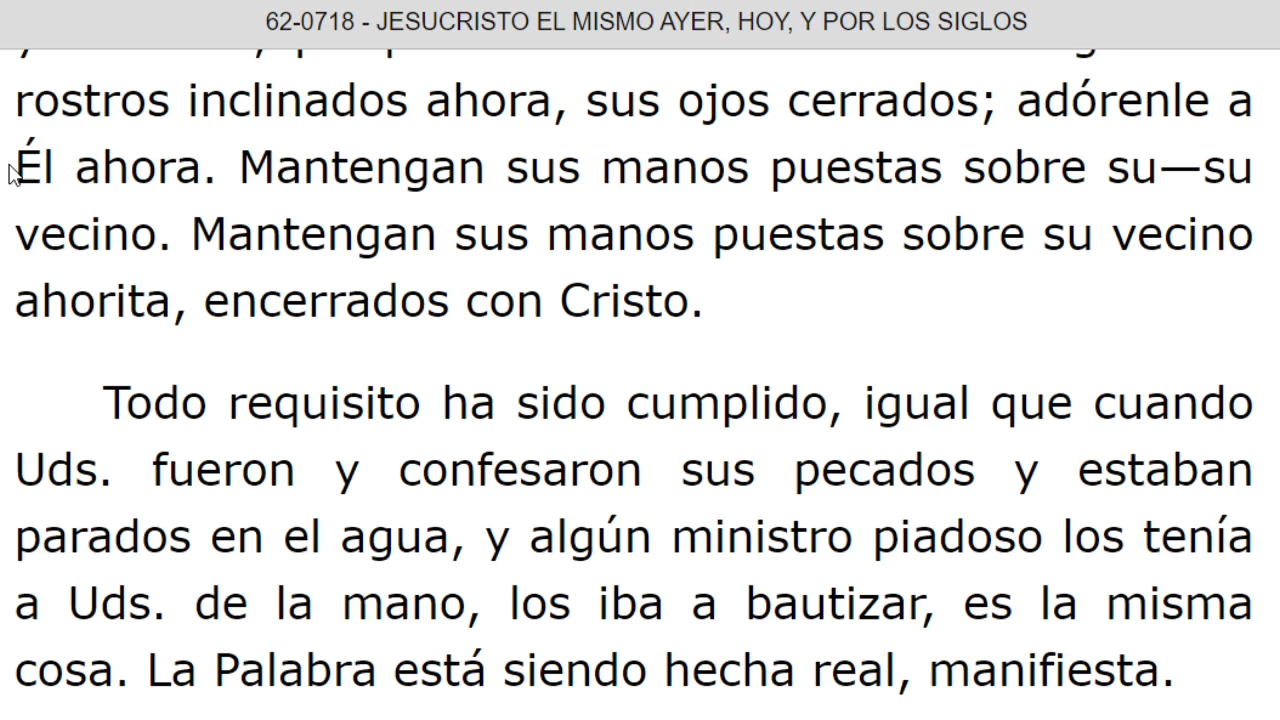 62-0718 - JESUCRISTO EL MISMO AYER, HOY, Y POR LOS SIGLOS
rostros inclinados ahora, sus ojos cerrados; adórenle a
Él ahora. Mantengan sus manos puestas sobre su—su
vecino. Mantengan sus manos puestas sobre su vecino
ahorita, encerrados con Cristo.
Todo requisito ha sido cumplido, igual que cuando
Uds. fueron y confesaron sus pecados y estaban
parados en el agua, y algún ministro piadoso los tenía
a Uds. de la mano, los iba a bautizar, es la misma
cosa. La Palabra está siendo hecha real, manifiesta.